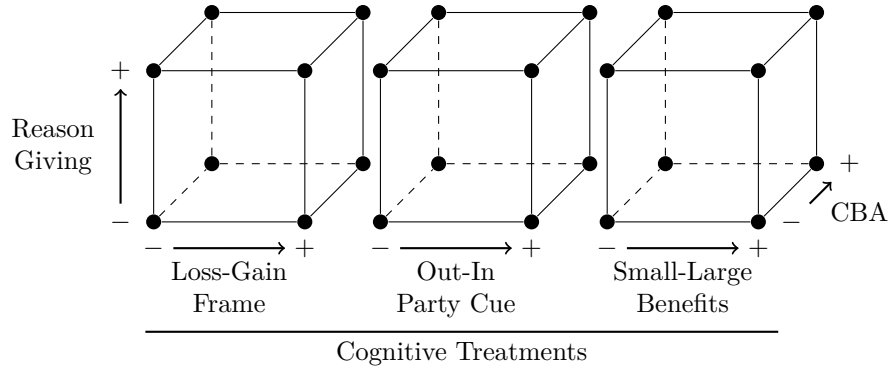 +
Reason
Giving
−
+
− CBA
− + − + − +
Loss-Gain Out-In Small-Large
Frame Party Cue Benefits
Cognitive Treatments